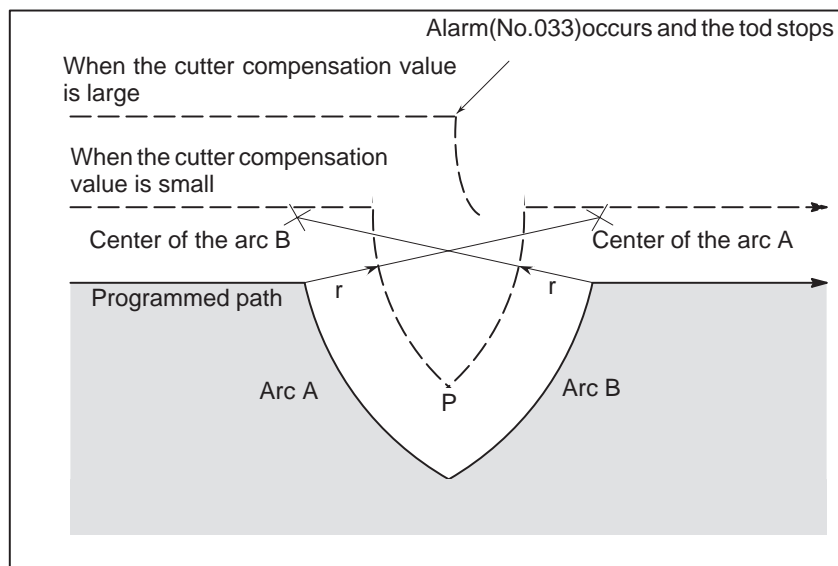 Alarm(No.033)occurs and the tod stops
When the cutter compensation value
is large
When the cutter compensation
value is small
Center of the arc B
Center of the arc A
Programmed path
r
r
Arc A
P
Arc B